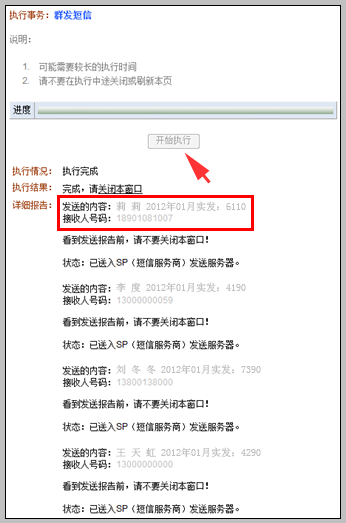 执行事务：群发短信
说明：
1. 可能需要较长的执行时间
2. 请不要在执行中途关闭或刷新本页
进度
开始执行
执行情况： 执行完成
执行结果： 完成，请关闭本窗口
详细报告： 发送的内容：莉 莉 2012年01月实发：6110
接收人号码：18901081007
看到发送报告前，请不要关闭本窗口！
状态：已送入SP（短信服务商）发送服务器。
发送的内容：李 度 2012年01月实发：4190
接收人号码：13000000059
看到发送报告前，请不要关闭本窗口！
状态：已送入SP（短信服务商）发送服务器。
发送的内容：刘 冬 冬 2012年01月实发：7390
接收人号码：13800138000
看到发送报告前，请不要关闭本窗口！
状态：已送入SP（短信服务商）发送服务器。
发送的内容：王 天 虹 2012年01月实发：4290
接收人号码：13000000000
看到发送报告前，请不要关闭本窗口！
状态：已送入SP（短信服务商）发送服务器。